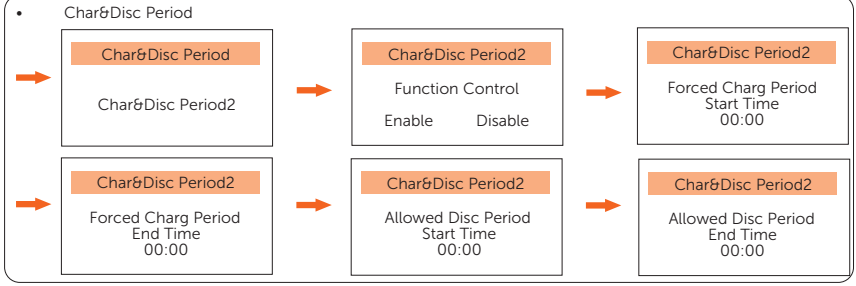 • Char&Disc Period
Char&Disc Period
Char&Disc Period2
Char&Disc Period2
Function Control
Enable Disable
Char&Disc Period2
Forced Charg Period
Start Time
00:00
Char&Disc Period2
Forced Charg Period
End Time
00:00
Char&Disc Period2
Allowed Disc Period
Start Time
00:00
Char&Disc Period2
Allowed Disc Period
End Time
00:00